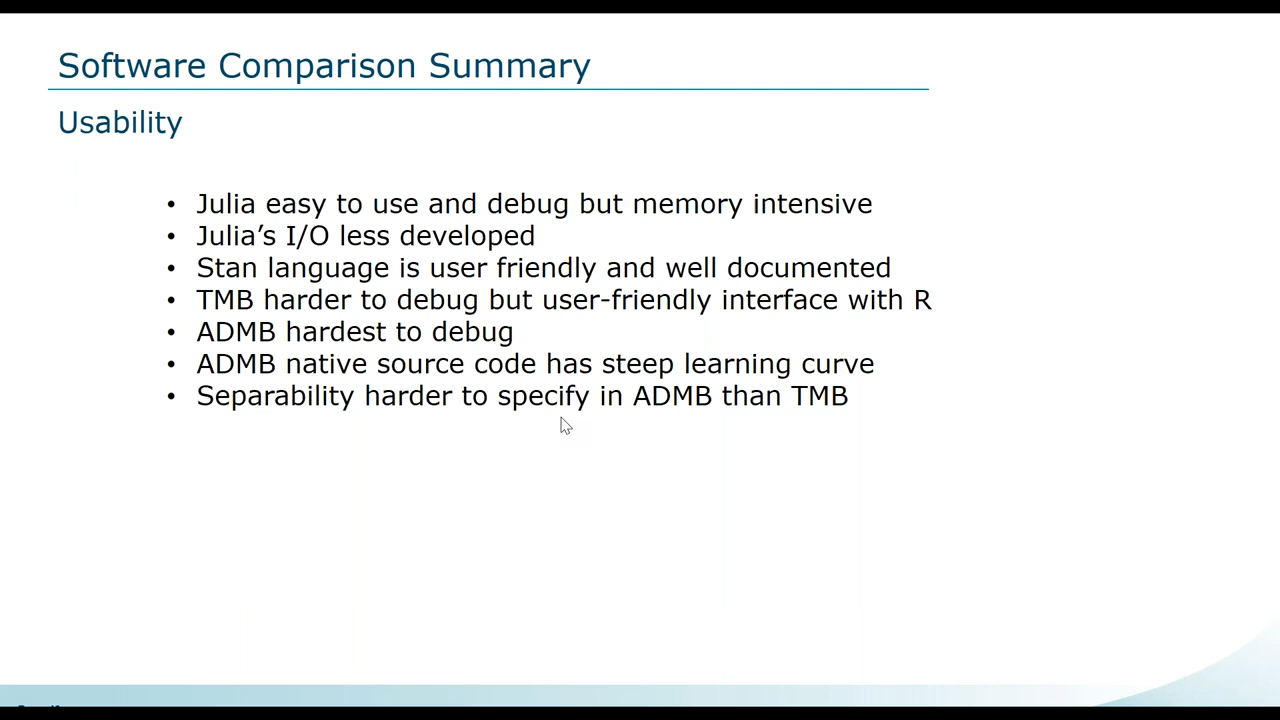 Software Comparison Summary
Usability
• Julia easy to use and debug but memory intensive
• Julia’s I/O less developed
• Stan language is user friendly and well documented
• TMB harder to debug but user-friendly interface with R
• ADMB hardest to debug
• ADMB native source code has steep learning curve
• Separability harder to specify in ADMB than TMB